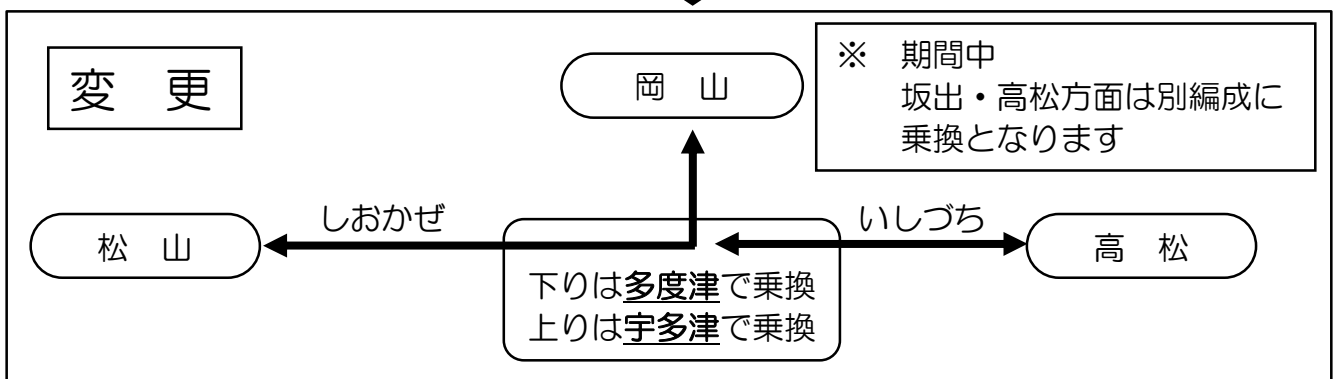 変 更
岡 山
※ 期間中
坂出・高松方面は別編成に
乗換となります
しおかぜ
いしづち
松 山
高 松
下りは多度津で乗換
上りは宇多津で乗換